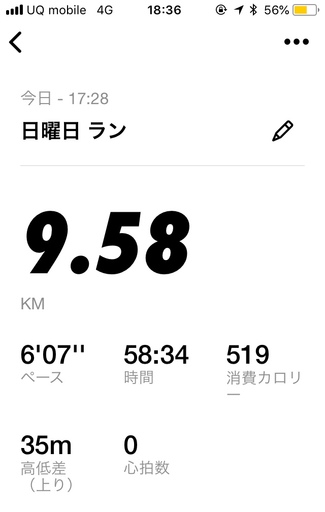 UQ mobile 4G 18:36 56%
今日 - 17:28
日曜日 ラン
9.58
KM
6'07'' 58:34 519
ペース 時間 消費カロリ
ー
35m 0
高低差 心拍数
（上り）